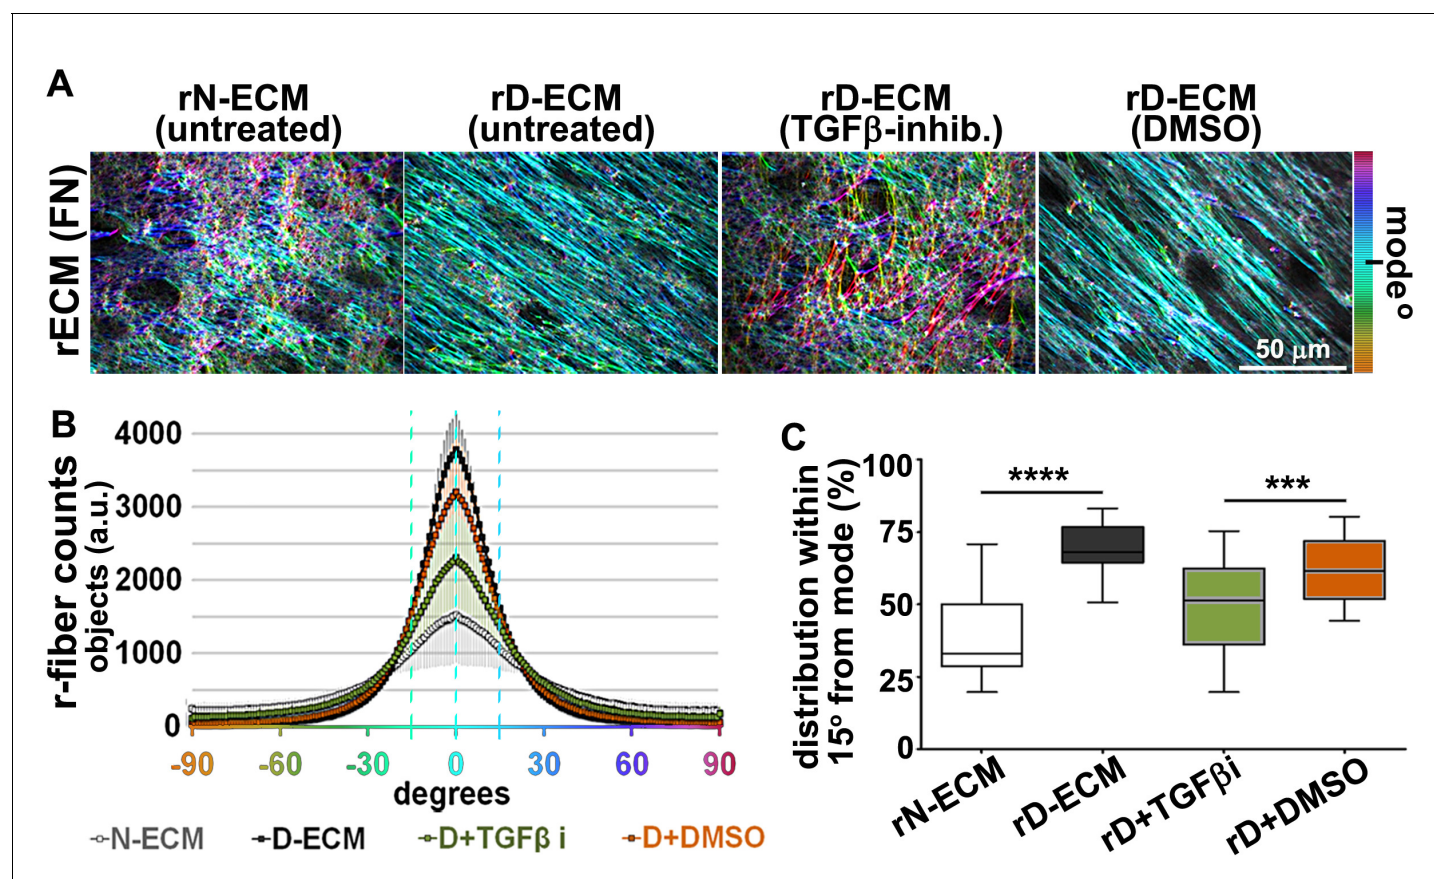 A
rN-ECM
(untreated)
rD-ECM
(untreated)
rD-ECM
(TGFβ-inhib.)
rD-ECM
(DMSO)
rECM (FN)
50 μm
mode o
B
r-fiber counts
objects (a.u.)
4000
3000
2000
1000
0
-90 -60 -30 0 30 60 90
degrees
N-ECM D-ECM D+TGFβ i D+DMSO
C
distribution within
15o from mode (%)
100
75
50
25
0
****
***
rN-ECM
rD-ECM
rD+TGFβi
rD+DMSO